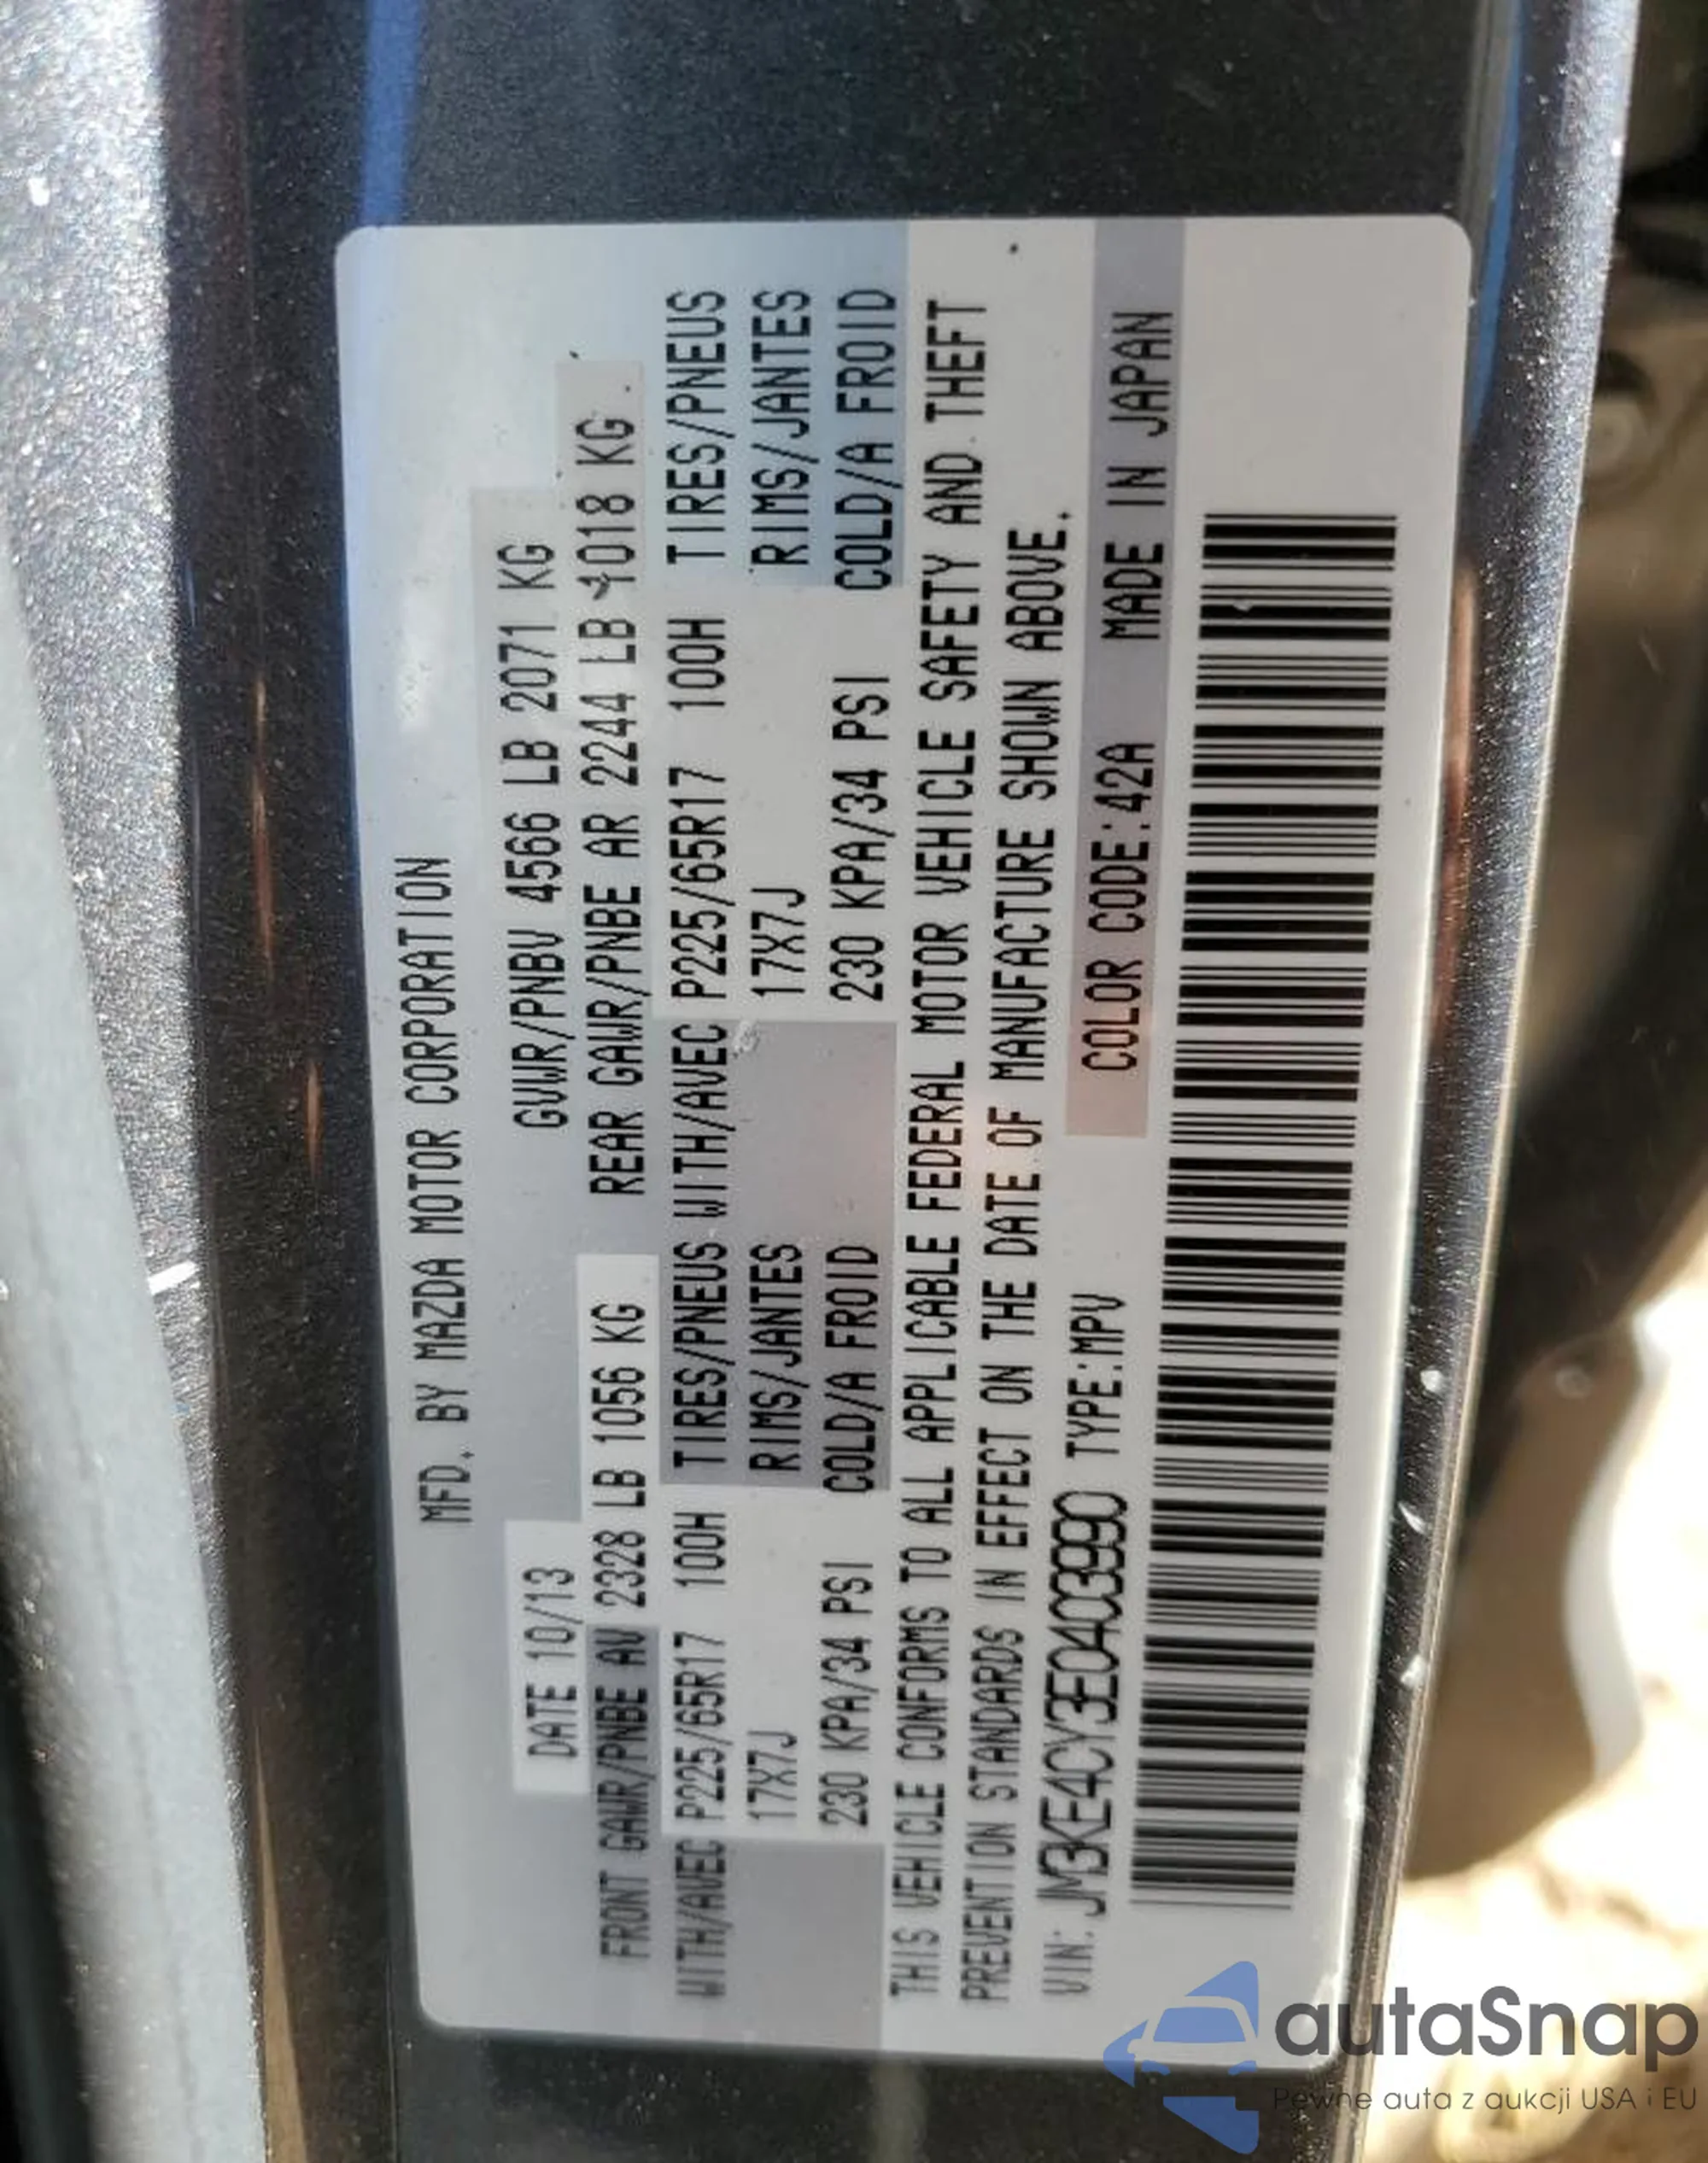 MFD. BY MAZDA MOTOR CORPORATION
DATE 10/13 GVWR/PNBV 4566 LB 2071 KG
FRONT GAWR/PNBE AV 2328 LB 1056 KG REAR GAWR/PNBE AR 2244 LB 1018 KG
WITH/AVEC P225/65R17 100H TIRES/PNEUS WITH/AVEC P225/65R17 100H TIRES/PNEUS
17X7J RIMS/JANTES 17X7J RIMS/JANTES
230 KPA/34 PSI COLD/A FROID 230 KPA/34 PSI COLD/A FROID
THIS VEHICLE CONFORMS TO ALL APPLICABLE FEDERAL MOTOR VEHICLE SAFETY AND THEFT
PREVENTION STANDARDS IN EFFECT ON THE DATE OF MANUFACTURE SHOWN ABOVE.
VIN: JM3KE4CY3E0403990 TYPE:MPV COLOR CODE:42A MADE IN JAPAN
autaSnap
Pewne auta z aukcji USA i EU